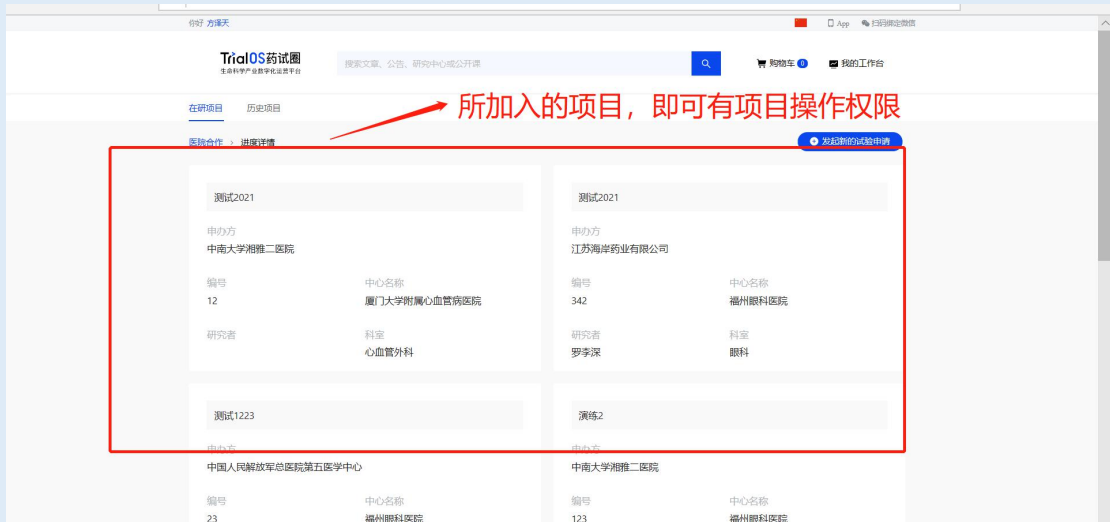 你好 方泽天
App 扫码绑定微信
TrialOS药试圈
生命科学产业数字化运营平台
搜索文章、公告、研究中心或公开课
购物车 0 我的工作台
在研项目 历史项目
所加入的项目，即可有项目操作权限
医院合作 > 进度详情
发起新的试验申请
测试2021 测试2021
申办方 申办方
中南大学湘雅二医院 江苏海岸药业有限公司
编号 中心名称 编号 中心名称
12 厦门大学附属心血管病医院 342 福州眼科医院
研究者 科室 研究者 科室
心血管外科 罗李深 眼科
测试1223 演练2
申办方 申办方
中国人民解放军总医院第五医学中心 中南大学湘雅二医院
编号 中心名称 编号 中心名称
23 福州眼科医院 123 福州眼科医院